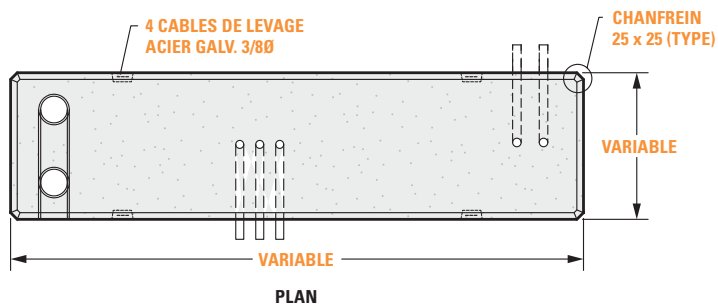 4 CABLES DE LEVAGE
ACIER GALV. 3/8Ø
CHANFREIN
25 x 25 (TYPE)
VARIABLE
VARIABLE
PLAN